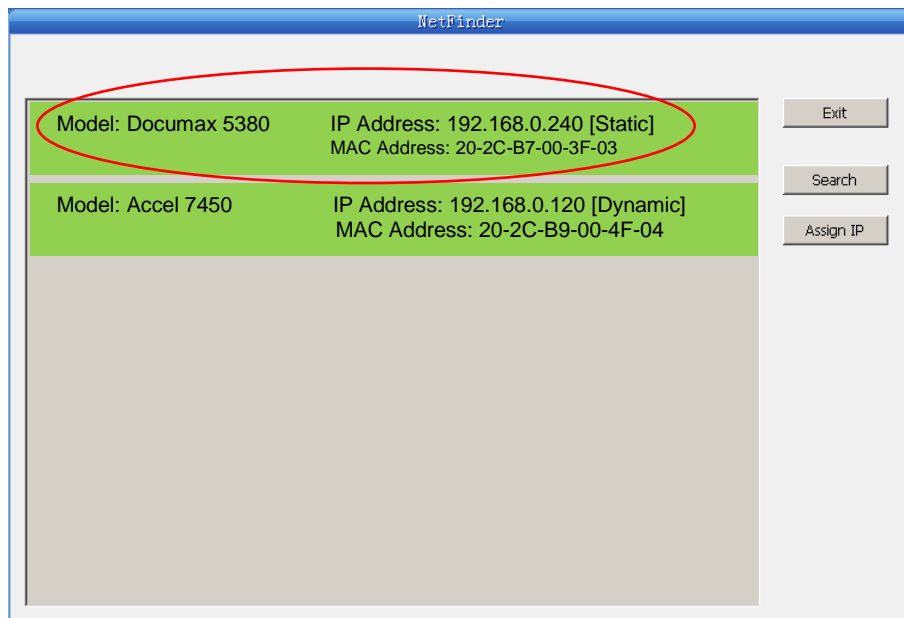 NetFinder
Model: Documax 5380 IP Address: 192.168.0.240 [Static]
MAC Address: 20-2C-B7-00-3F-03
Model: Accel 7450 IP Address: 192.168.0.120 [Dynamic]
MAC Address: 20-2C-B9-00-4F-04
Exit
Search
Assign IP